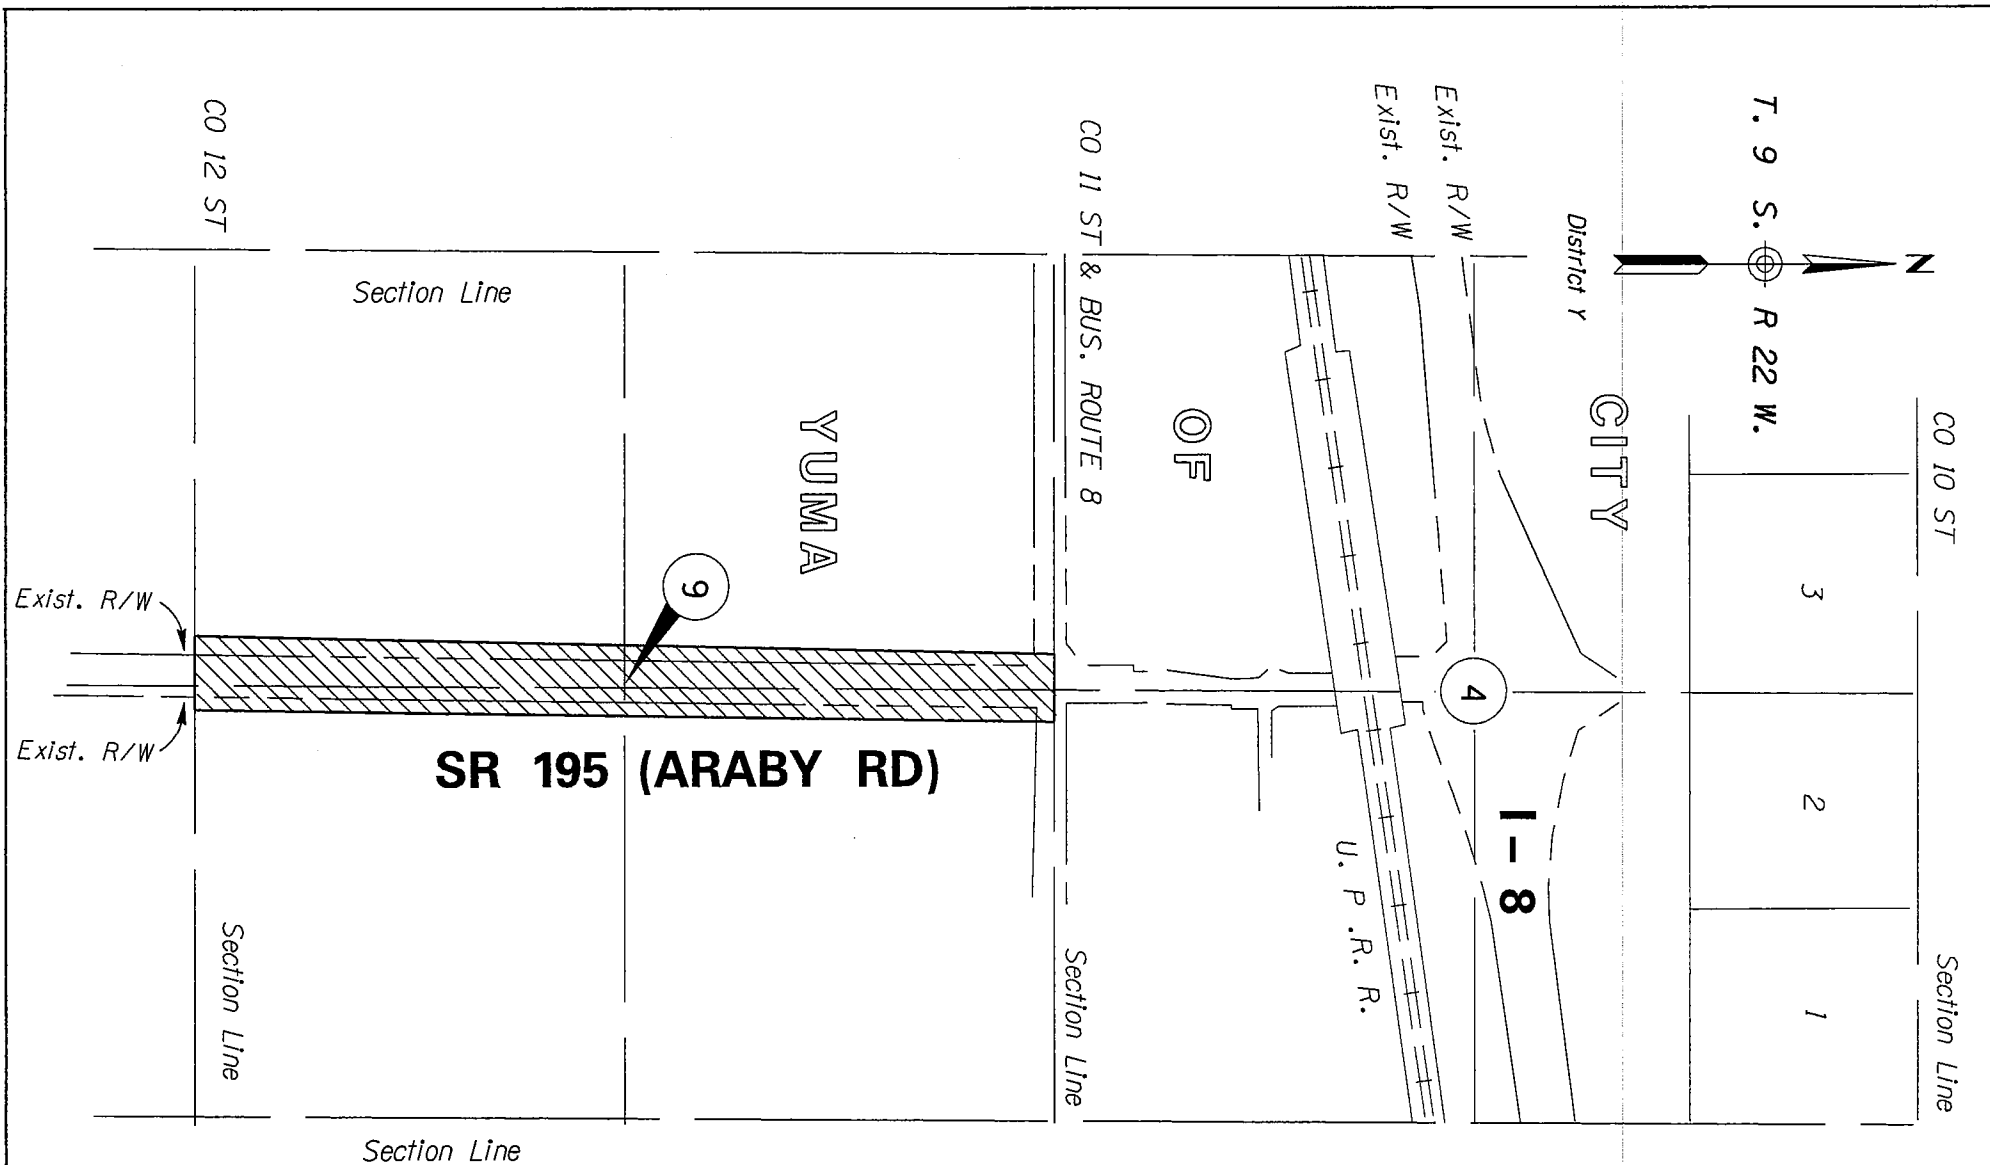 CO 12 ST
CO 11 ST & BUS. ROUTE 8
Exist. R/W
Exist. R/W
District Y
T. 9 S. R 22 W.
N
CO 10 ST
Section Line
CITY
OF
YUMA
3
2
1
9
4
Exist. R/W
Exist. R/W
SR 195 (ARABY RD)
I-8
U. P. R. R.
Section Line
Section Line
Section Line
Section Line